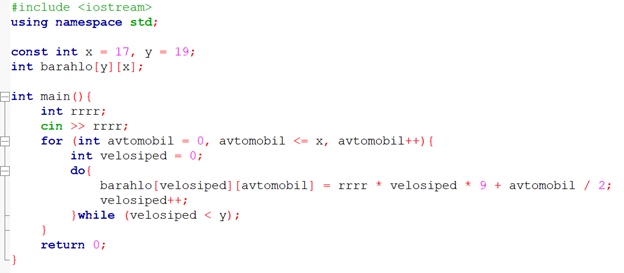 #include <iostream>
using namespace std;
const int x = 17, y = 19;
int barahlo[y][x];
int main(){
int rrrr;
cin >> rrrr;
for (int avtomobil = 0, avtomobil <= x, avtomobil++){
int velosiped = 0;
do{
barahlo[velosiped][avtomobil] = rrrr * velosiped * 9 + avtomobil / 2;
velosiped++;
}while (velosiped < y);
}
return 0;
}